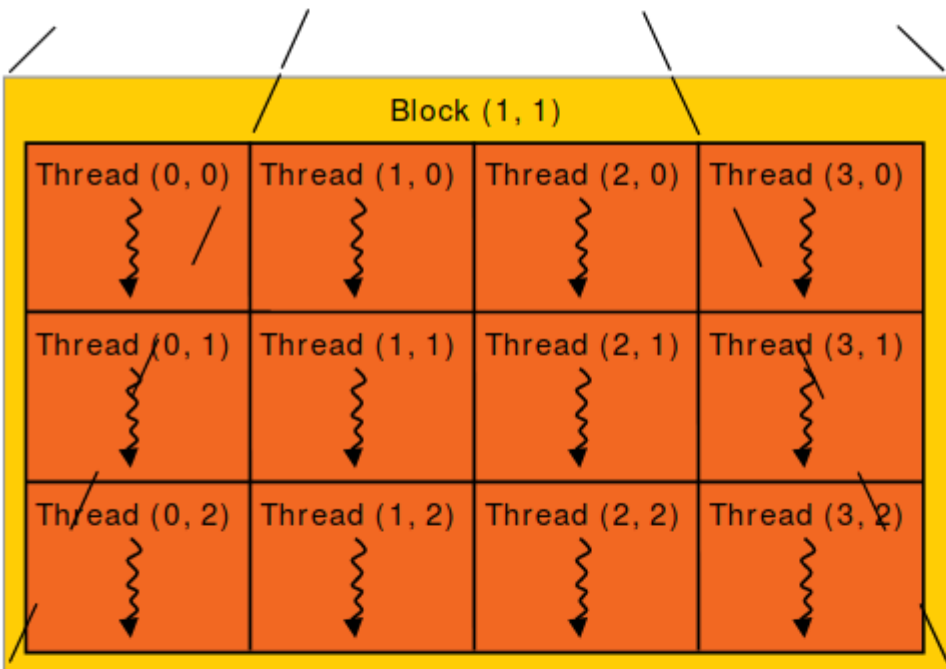 Block (1, 1)
Thread (0, 0) Thread (1, 0) Thread (2, 0) Thread (3, 0)
Thread (0, 1) Thread (1, 1) Thread (2, 1) Thread (3, 1)
Thread (0, 2) Thread (1, 2) Thread (2, 2) Thread (3, 2)